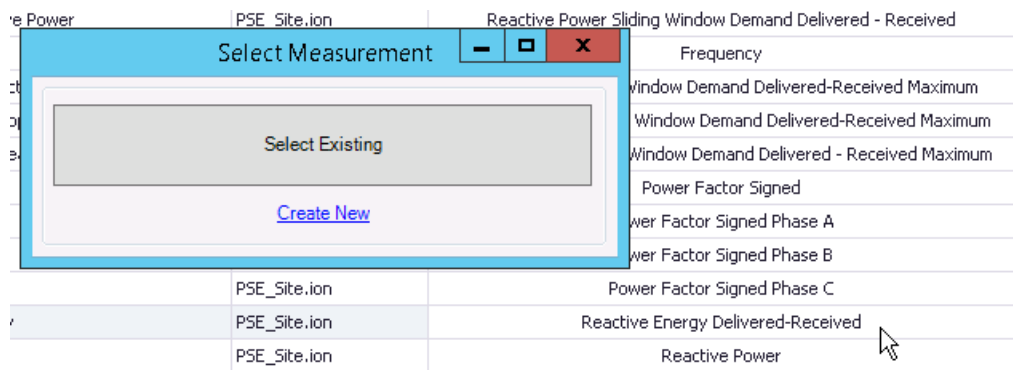 e Power PSE_Site.ion Reactive Power Sliding Window Demand Delivered - Received
Select Measurement
Frequency
Window Demand Delivered-Received Maximum
Window Demand Delivered-Received Maximum
Window Demand Delivered - Received Maximum
Select Existing
Power Factor Signed
Create New
wer Factor Signed Phase A
wer Factor Signed Phase B
PSE_Site.ion Power Factor Signed Phase C
PSE_Site.ion Reactive Energy Delivered-Received
PSE_Site.ion Reactive Power